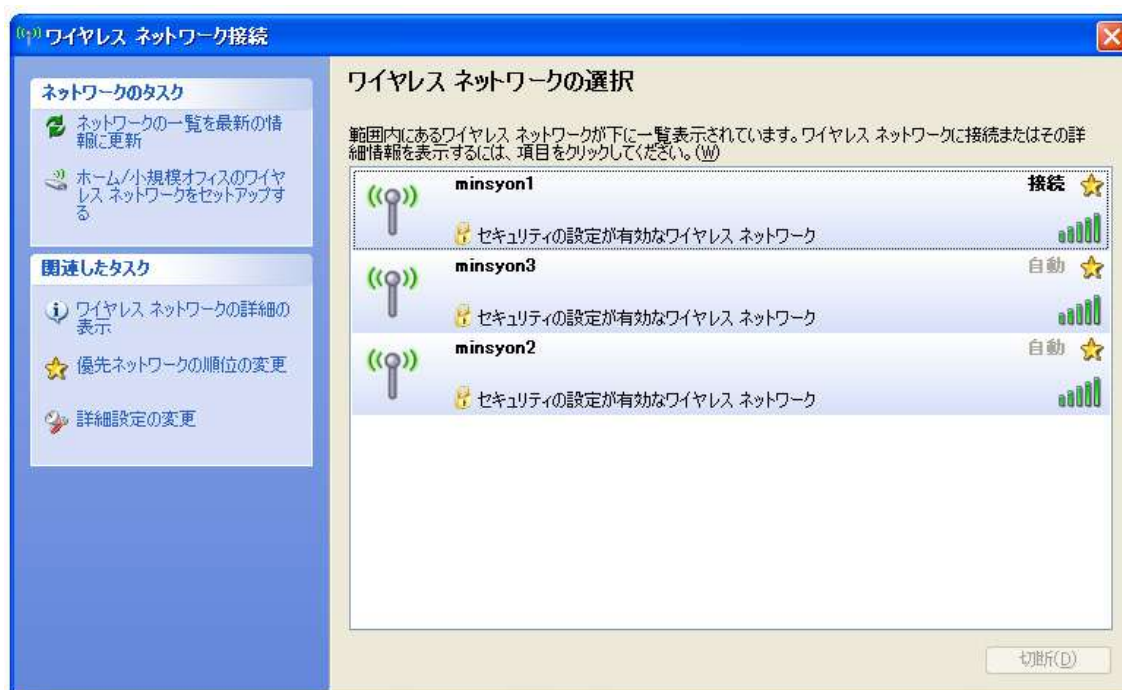 ワイヤレス ネットワーク接続
ネットワークのタスク
ネットワークの一覧を最新の情
報に更新
ホーム/小規模オフィスのワイヤ
レス ネットワークをセットアップす
る
関連したタスク
ワイヤレス ネットワークの詳細の
表示
優先ネットワークの順位の変更
詳細設定の変更
ワイヤレス ネットワークの選択
範囲内にあるワイヤレス ネットワークが下に一覧表示されています。ワイヤレス ネットワークに接続またはその詳
細情報を表示するには、項目をクリックしてください。(W)
minsyon1 接続
セキュリティの設定が有効なワイヤレス ネットワーク
minsyon3 自動
セキュリティの設定が有効なワイヤレス ネットワーク
minsyon2 自動
セキュリティの設定が有効なワイヤレス ネットワーク
切断(D)